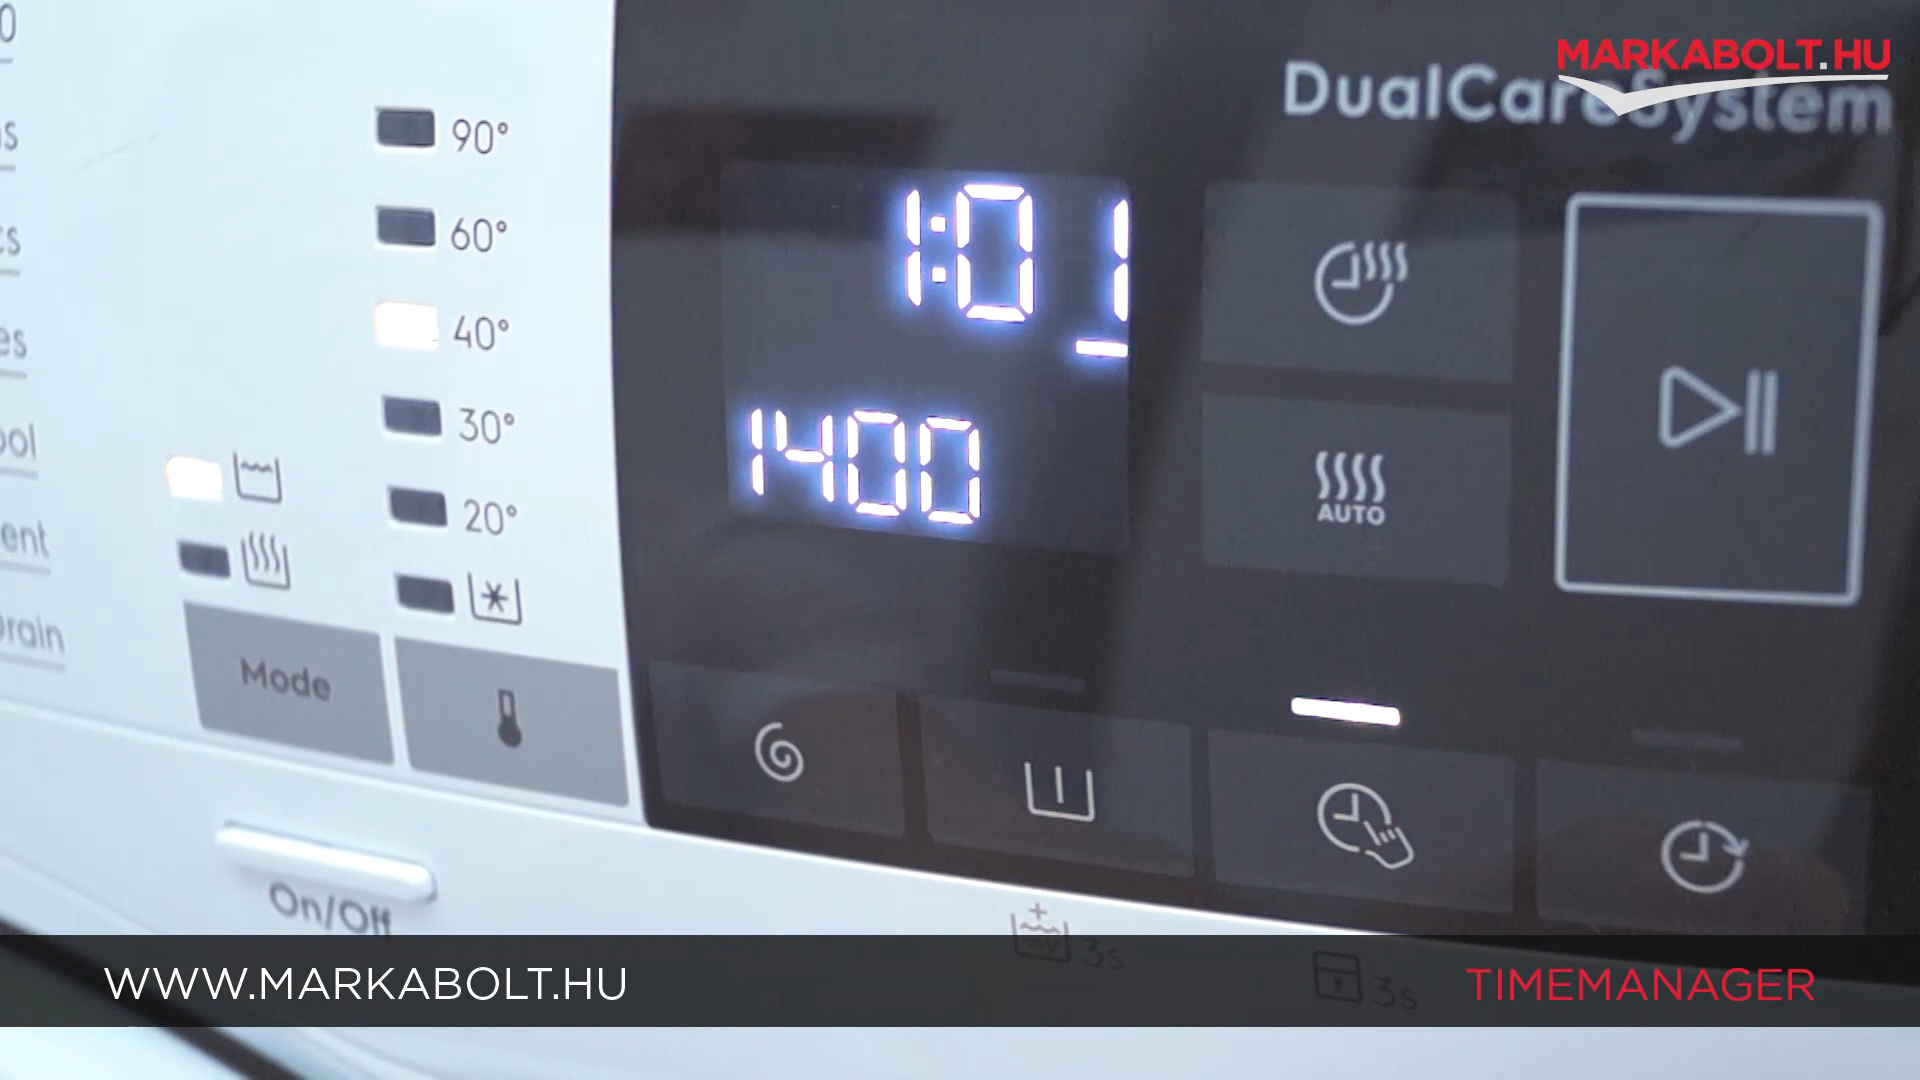 MARKABOLT.HU
DualCareSystem
90°
60°
40°
30°
20°
1:01
1400
AUTO
Mode
On/Off
3s
3s
WWW.MARKABOLT.HU
TIMEMANAGER